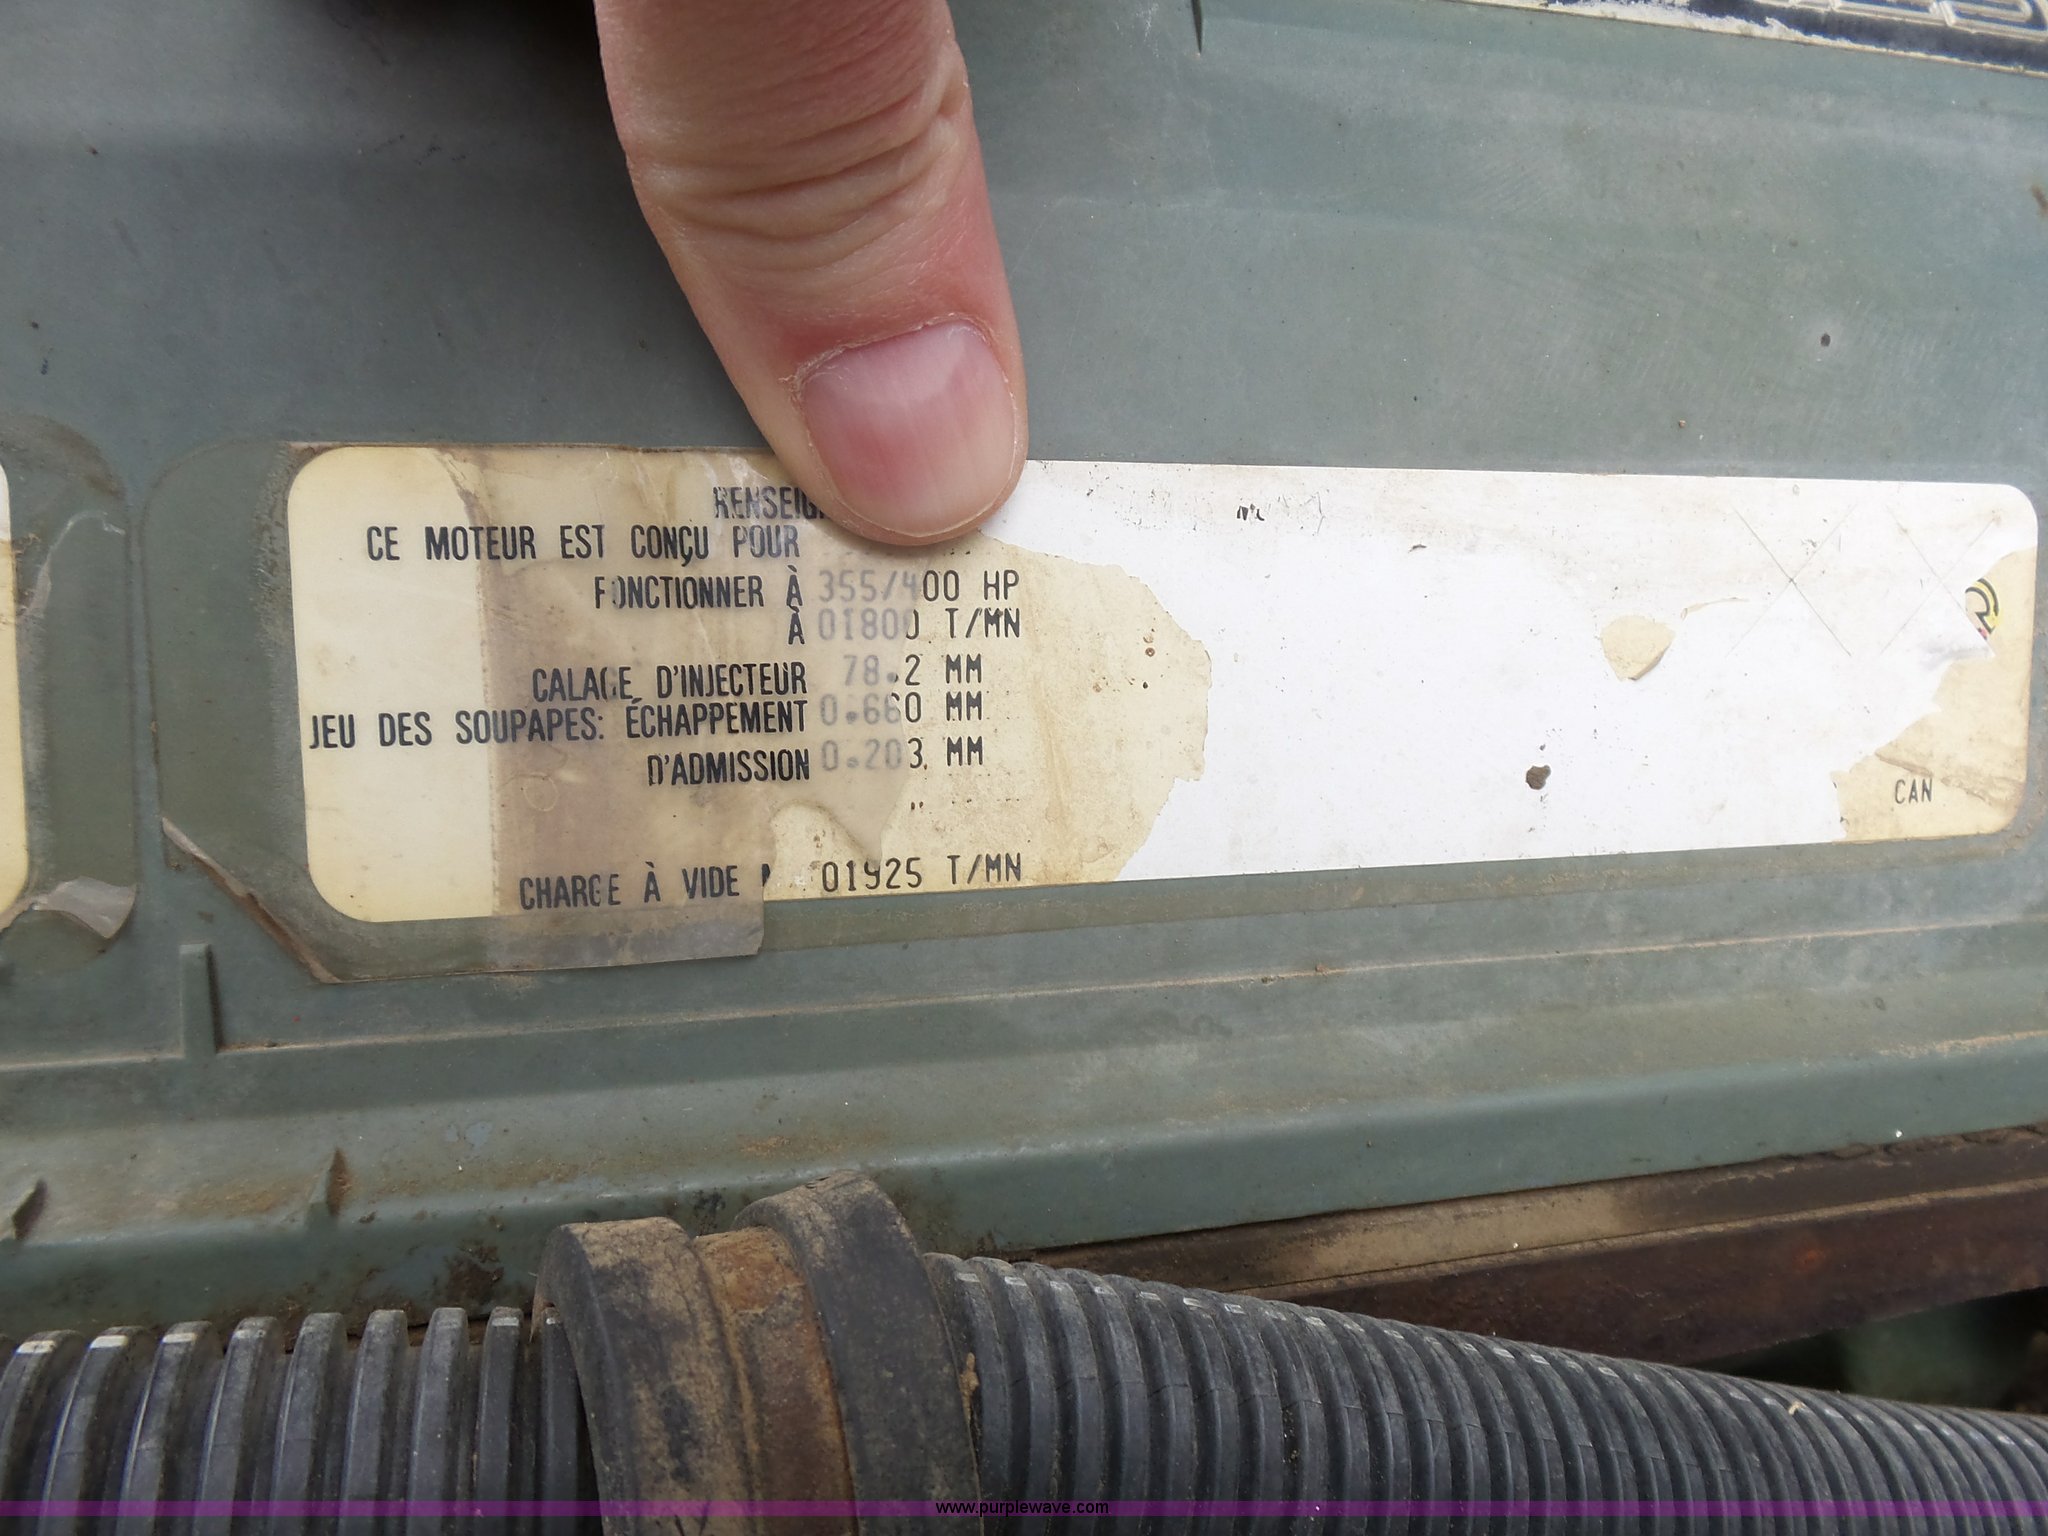 CE MOTEUR EST CONÇU POUR
FONCTIONNER À 355/400 HP
À 01800 T/MN
CALAGE D'INJECTEUR 78.2 MM
JEU DES SOUPAPES: ÉCHAPPEMENT 0.660 MM
D'ADMISSION 0.203 MM
CAN
CHARGE À VIDE 01925 T/MN
www.purplewave.com